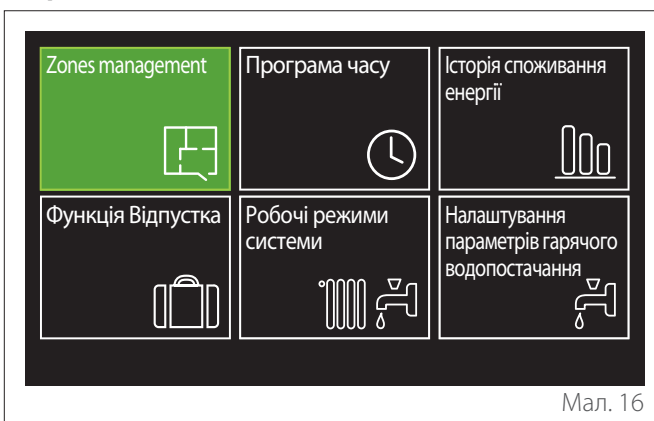 Zones management
Програма часу
Історія споживання
енергії
Функція Відпустка
Робочі режими
системи
Налаштування
параметрів гарячого
водопостачання
Мал. 16